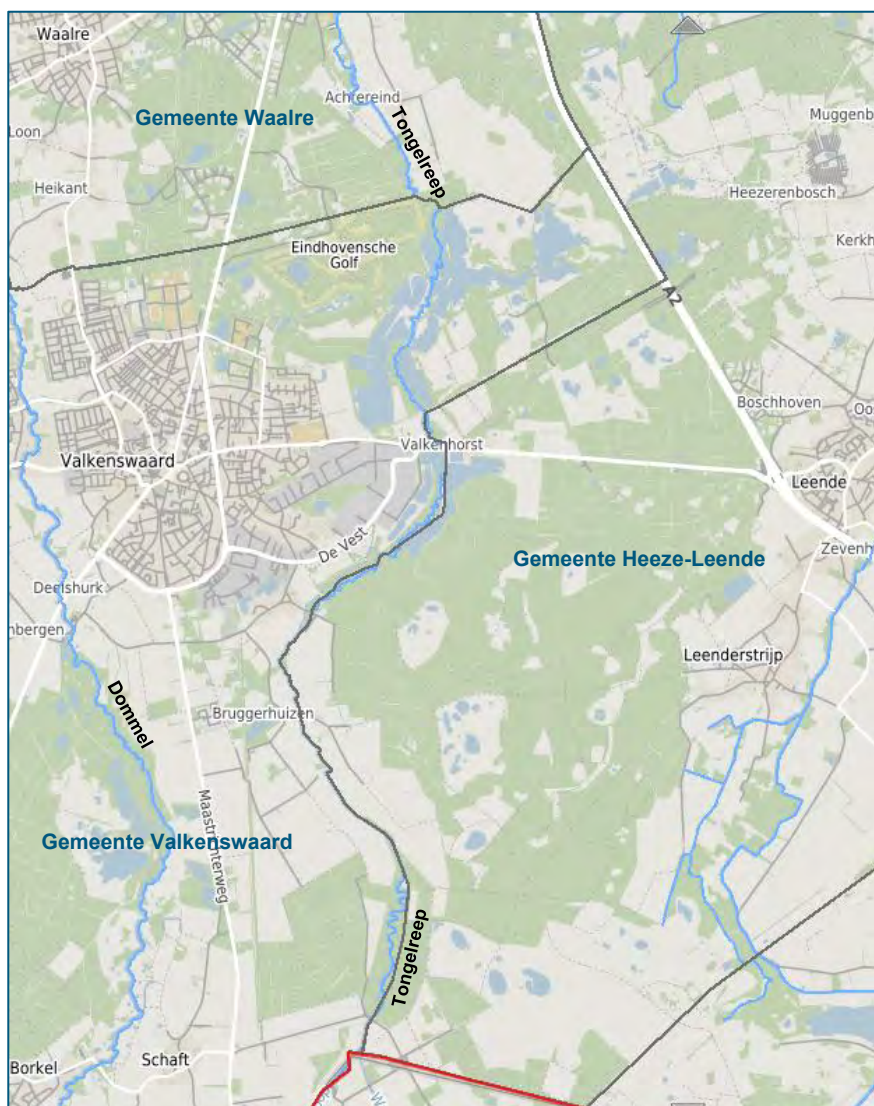 Waalre
Achtereind
Gemeente Waalre
Tongelreep
Loon
Muggenb
Heikant
Heezerenbosch
Eindhovensche
Golf
Kerkh
A2
Boschhoven
Oo
Valkenhorst
Valkenswaard
Leende
De Vest
Zevenh
Gemeente Heeze-Leende
Deelshurk
nbergen
Leenderstrijp
Dommel
Bruggerhuizen
Maastrichterweg
Gemeente Valkenswaard
Tongelreep
Schaft
Borkel